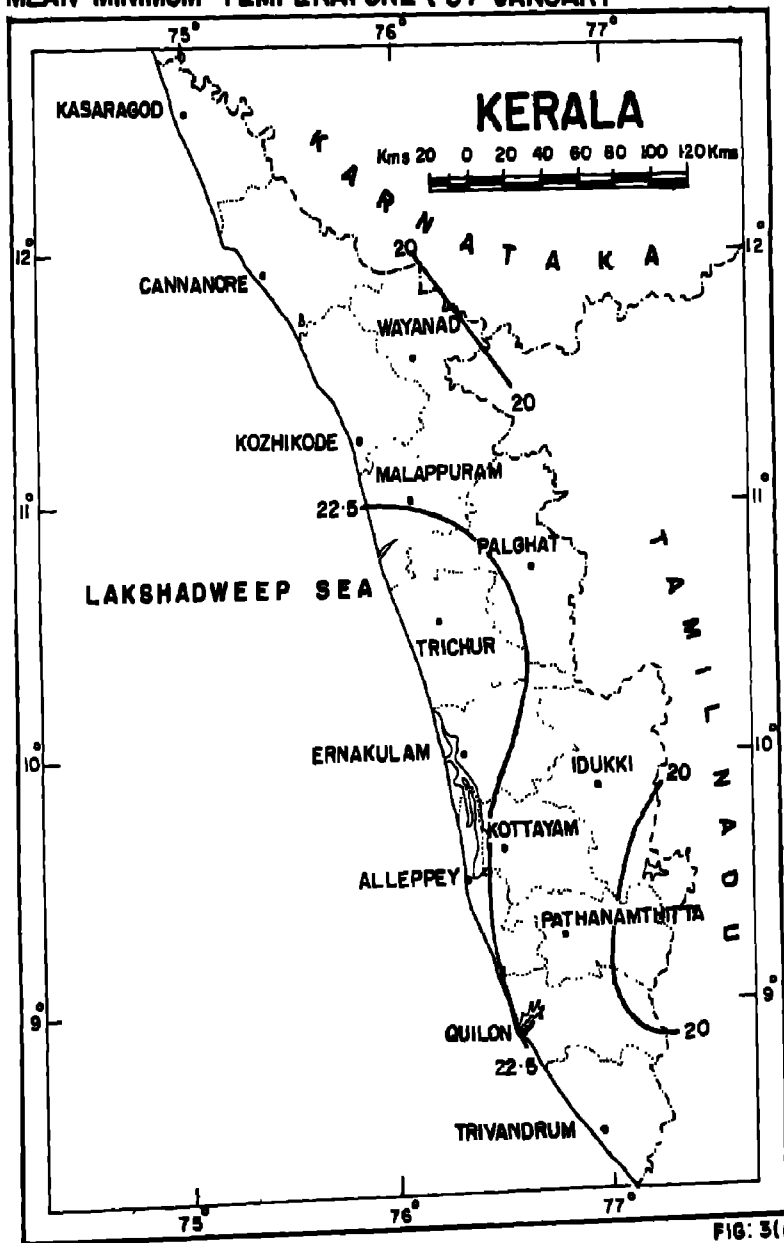 MEAN MINIMUM TEMPERATURE (°C) JANUARY
75° 76° 77°
KERALA
Kms 20 0 20 40 60 80 100 120 Kms
KASARAGOD
KARNATAKA
12° 12°
20
CANNANORE
WAYANAD
20
KOZHIKODE
MALAPPURAM
11° 11°
22.5
PALGHAT
LAKSHADWEEP SEA
TAMIL NADU
TRICHUR
10° 10°
ERNAKULAM
IDUKKI
20
KOTTAYAM
ALLEPPEY
PATHANAMTHITTA
9° 9°
QUILON
20
22.5
TRIVANDRUM
75° 76° 77°
FIG: 3(